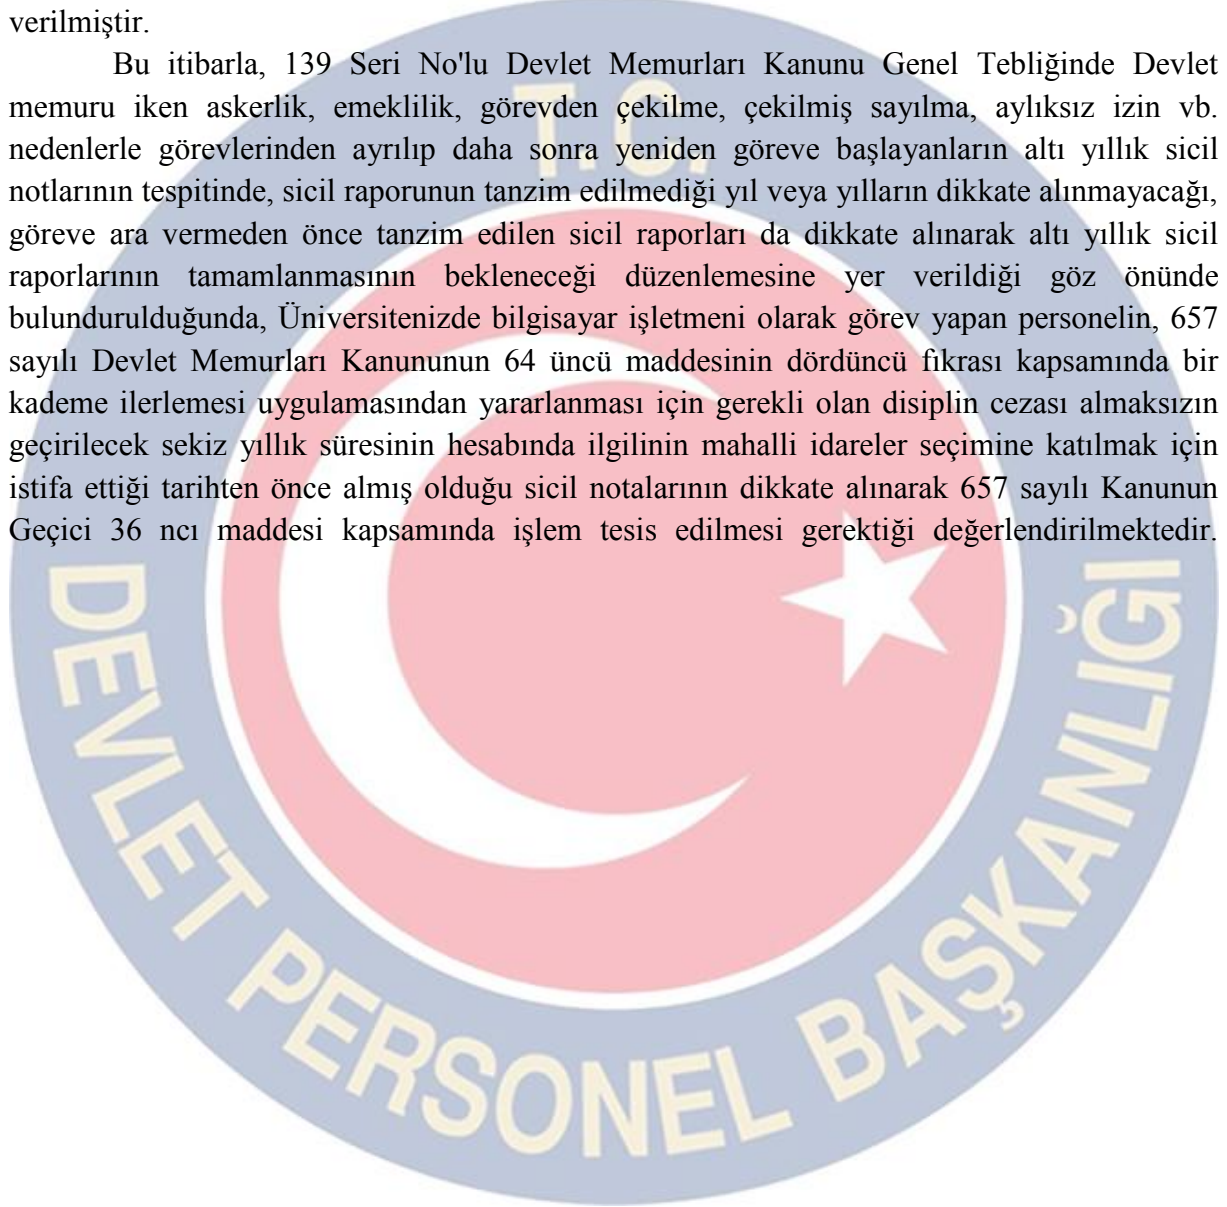 verilmiştir.
Bu itibarla, 139 Seri No'lu Devlet Memurları Kanunu Genel Tebliğinde Devlet
memuru iken askerlik, emeklilik, görevden çekilme, çekilmiş sayılma, aylıksız izin vb.
nedenlerle görevlerinden ayrılıp daha sonra yeniden göreve başlayanların altı yıllık sicil
notlarının tespitinde, sicil raporunun tanzim edilmediği yıl veya yılların dikkate alınmayacağı,
göreve ara vermeden önce tanzim edilen sicil raporları da dikkate alınarak altı yıllık sicil
raporlarının tamamlanmasının bekleneceği düzenlemesine yer verildiği göz önünde
bulundurulduğunda, Üniversitenizde bilgisayar işletmeni olarak görev yapan personelin, 657
sayılı Devlet Memurları Kanununun 64 üncü maddesinin dördüncü fıkrası kapsamında bir
kademe ilerlemesi uygulamasından yararlanması için gerekli olan disiplin cezası almaksızın
geçirilecek sekiz yıllık süresinin hesabında ilgilinin mahalli idareler seçimine katılmak için
istifa ettiği tarihten önce almış olduğu sicil notalarının dikkate alınarak 657 sayılı Kanunun
Geçici 36 ncı maddesi kapsamında işlem tesis edilmesi gerektiği değerlendirilmektedir.
T.C.
DEVLET PERSONEL BAŞKANLIĞI